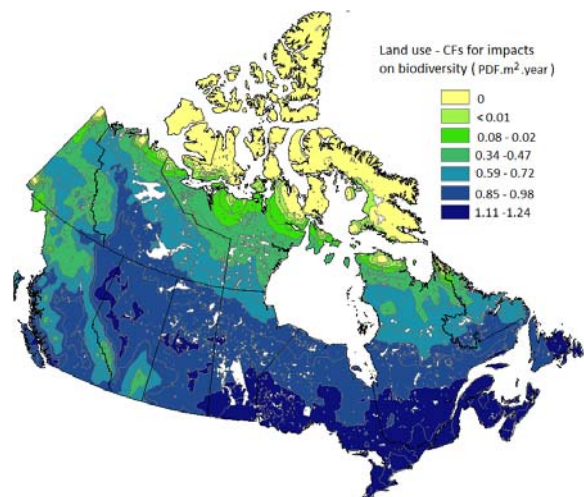 Land use - CFs for impacts
on biodiversity ( PDF.m².year)
0
< 0.01
0.08 - 0.02
0.34 - 0.47
0.59 - 0.72
0.85 - 0.98
1.11 - 1.24